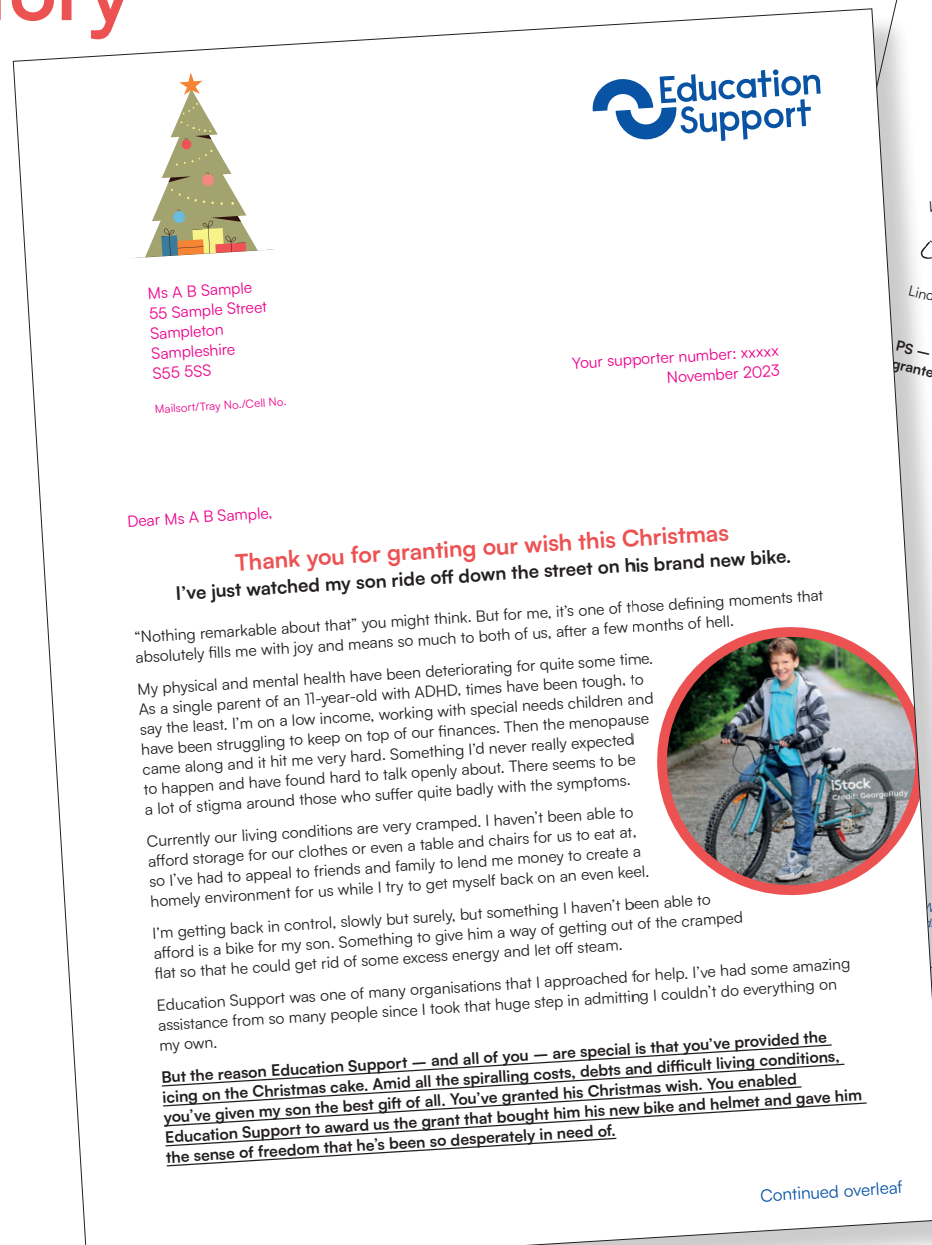 Education
Support
Ms A B Sample
55 Sample Street
Sampleton
Sampleshire
S55 5SS
Mailsort/Tray No./Cell No.
Your supporter number: xxxxx
November 2023
Dear Ms A B Sample,
Thank you for granting our wish this Christmas
I’ve just watched my son ride off down the street on his brand new bike.
“Nothing remarkable about that” you might think. But for me, it’s one of those defining moments that
absolutely fills me with joy and means so much to both of us, after a few months of hell.
My physical and mental health have been deteriorating for quite some time.
As a single parent of an 11-year-old with ADHD, times have been tough, to
say the least. I’m on a low income, working with special needs children and
have been struggling to keep on top of our finances. Then the menopause
came along and it hit me very hard. Something I’d never really expected
to happen and have found hard to talk openly about. There seems to be
a lot of stigma around those who suffer quite badly with the symptoms.
iStock
Credit: GeorgeRudy
Currently our living conditions are very cramped. I haven’t been able to
afford storage for our clothes or even a table and chairs for us to eat at,
so I’ve had to appeal to friends and family to lend me money to create a
homely environment for us while I try to get myself back on an even keel.
I’m getting back in control, slowly but surely, but something I haven’t been able to
afford is a bike for my son. Something to give him a way of getting out of the cramped
flat so that he could get rid of some excess energy and let off steam.
Education Support was one of many organisations that I approached for help. I’ve had some amazing
assistance from so many people since I took that huge step in admitting I couldn’t do everything on
my own.
But the reason Education Support — and all of you — are special is that you’ve provided the
icing on the Christmas cake. Amid all the spiralling costs, debts and difficult living conditions,
you’ve given my son the best gift of all. You’ve granted his Christmas wish. You enabled
Education Support to award us the grant that bought him his new bike and helmet and gave him
the sense of freedom that he’s been so desperately in need of.
Continued overleaf
PS —